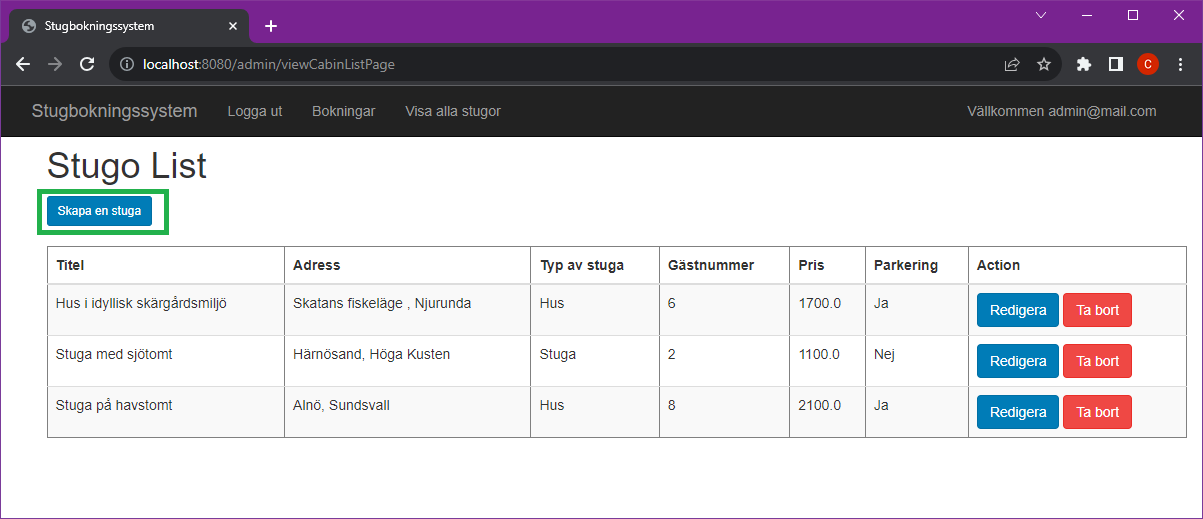 Stugbokningssystem
localhost:8080/admin/viewCabinListPage
C
Stugbokningssystem Logga ut Bokningar Visa alla stugor Vällkommen admin@mail.com
Stugo List
Skapa en stuga
Titel Adress Typ av stuga Gästnummer Pris Parkering Action
Hus i idyllisk skärgårdsmiljö Skatans fiskeläge , Njurunda Hus 6 1700.0 Ja Redigera Ta bort
Stuga med sjötomt Härnösand, Höga Kusten Stuga 2 1100.0 Nej Redigera Ta bort
Stuga på havstomt Alnö, Sundsvall Hus 8 2100.0 Ja Redigera Ta bort